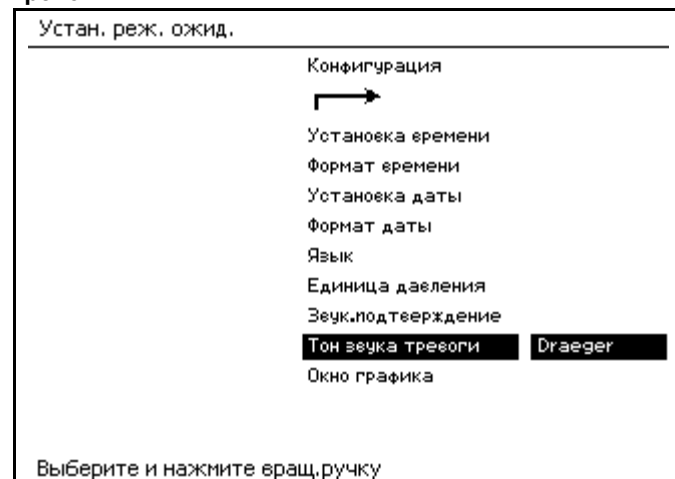 Устан. реж. ожид.
Конфигурация
Установка времени
Формат времени
Установка даты
Формат даты
Язык
Единица давления
Звук.подтверждение
Тон звука тревоги Draeger
Окно графика
Выберите и нажмите вращ.ручку